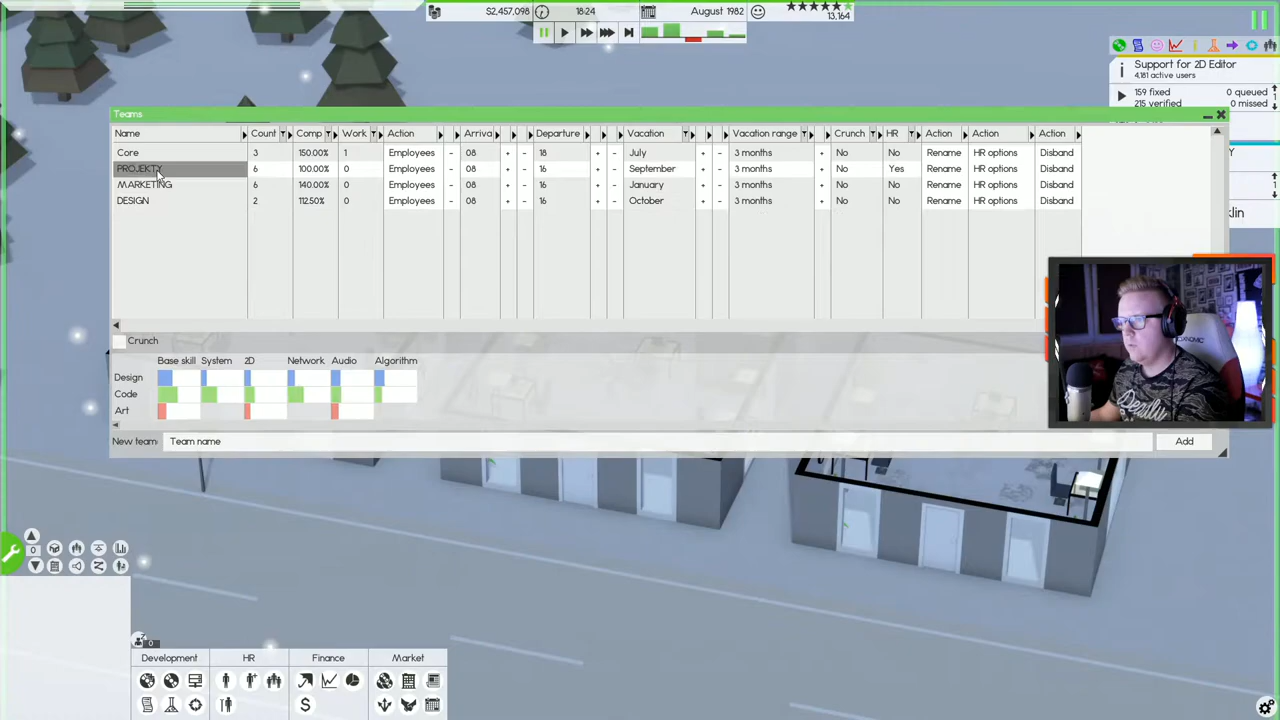 $2,457,098 18:24 August 1982 13,164
Support for 2D Editor
4,181 active users
159 fixed 0 queued
215 verified 0 missed
1
Teams
Name Count Comp Work Action Arriva Departure Vacation Vacation range Crunch HR Action Action Action
Core 3 150.00% 1 Employees - 08 + - 18 + - July + - 3 months + No No Rename HR options Disband
PROJEKTY 6 100.00% 0 Employees - 08 + - 16 + - September + - 3 months + No Yes Rename HR options Disband
MARKETING 6 140.00% 0 Employees - 08 + - 16 + - January + - 3 months + No No Rename HR options Disband
DESIGN 2 112.50% 0 Employees - 08 + - 16 + - October + - 3 months + No No Rename HR options Disband
1
klin
Crunch
Base skill System 2D Network Audio Algorithm
Design
Code
Art
New team Team name Add
0
0
Development HR Finance Market
$